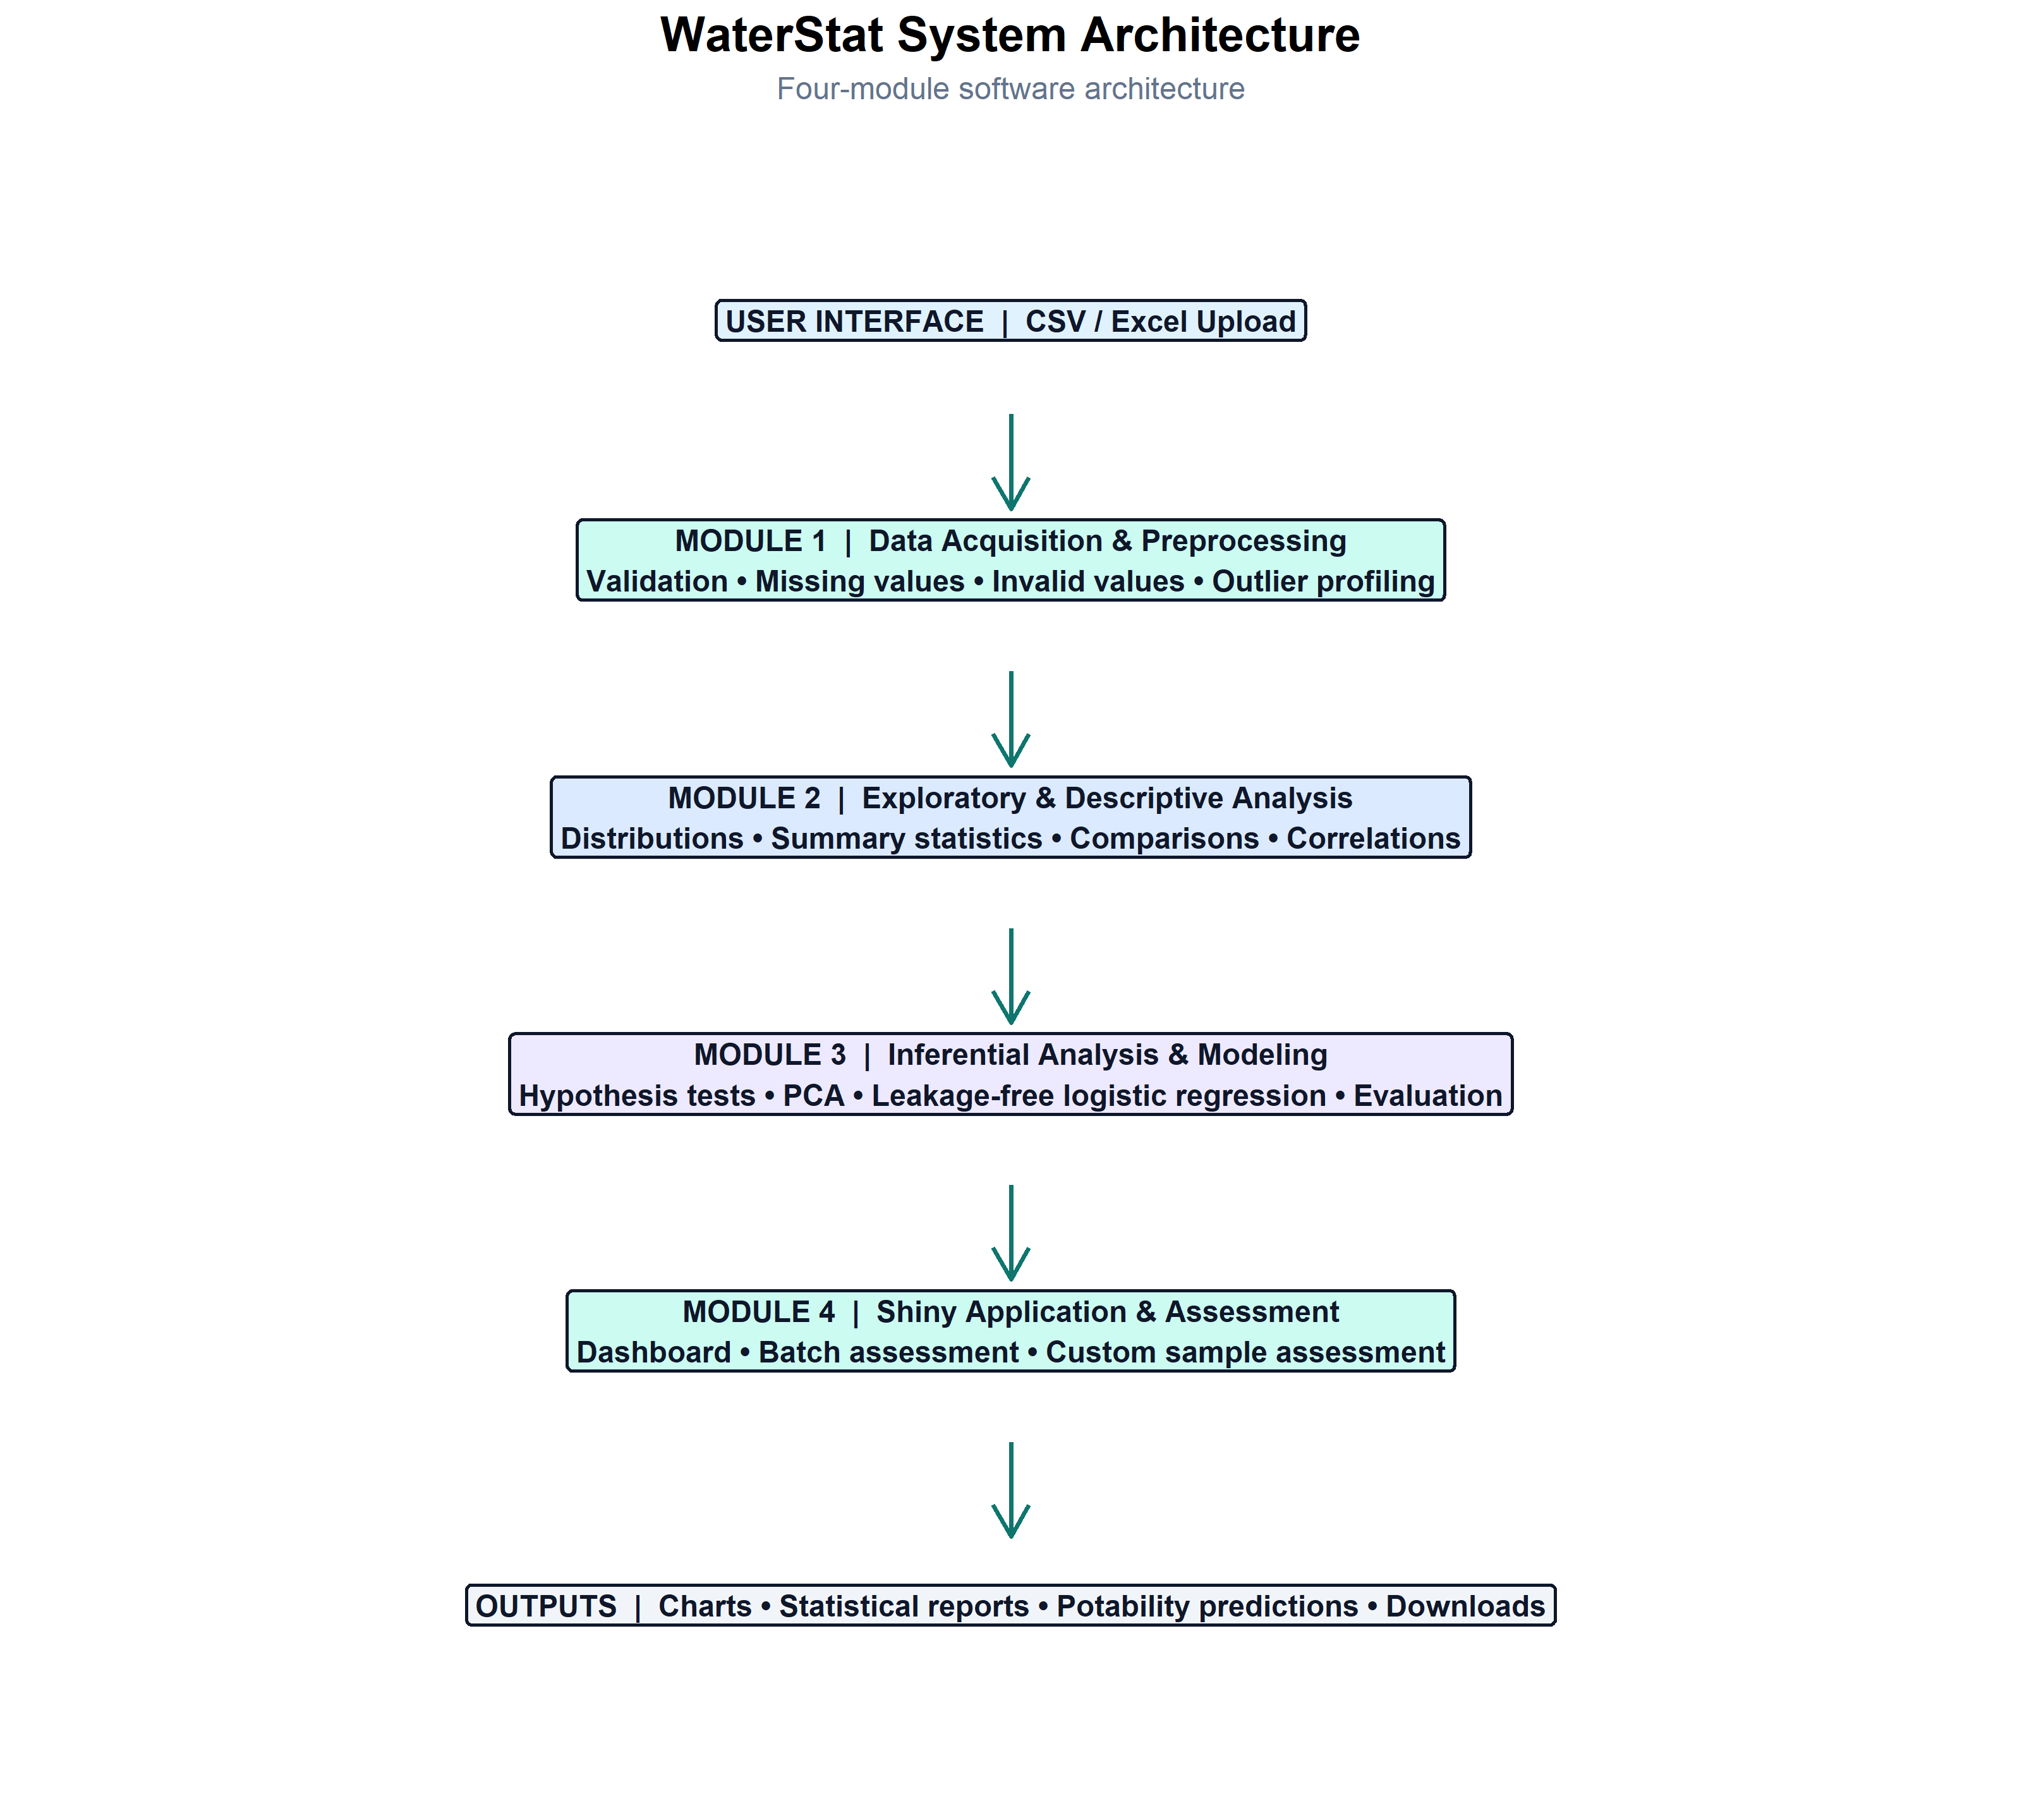 WaterStat System Architecture
Four-module software architecture
USER INTERFACE | CSV / Excel Upload
MODULE 1 | Data Acquisition & Preprocessing
Validation • Missing values • Invalid values • Outlier profiling
MODULE 2 | Exploratory & Descriptive Analysis
Distributions • Summary statistics • Comparisons • Correlations
MODULE 3 | Inferential Analysis & Modeling
Hypothesis tests • PCA • Leakage-free logistic regression • Evaluation
MODULE 4 | Shiny Application & Assessment
Dashboard • Batch assessment • Custom sample assessment
OUTPUTS | Charts • Statistical reports • Potability predictions • Downloads